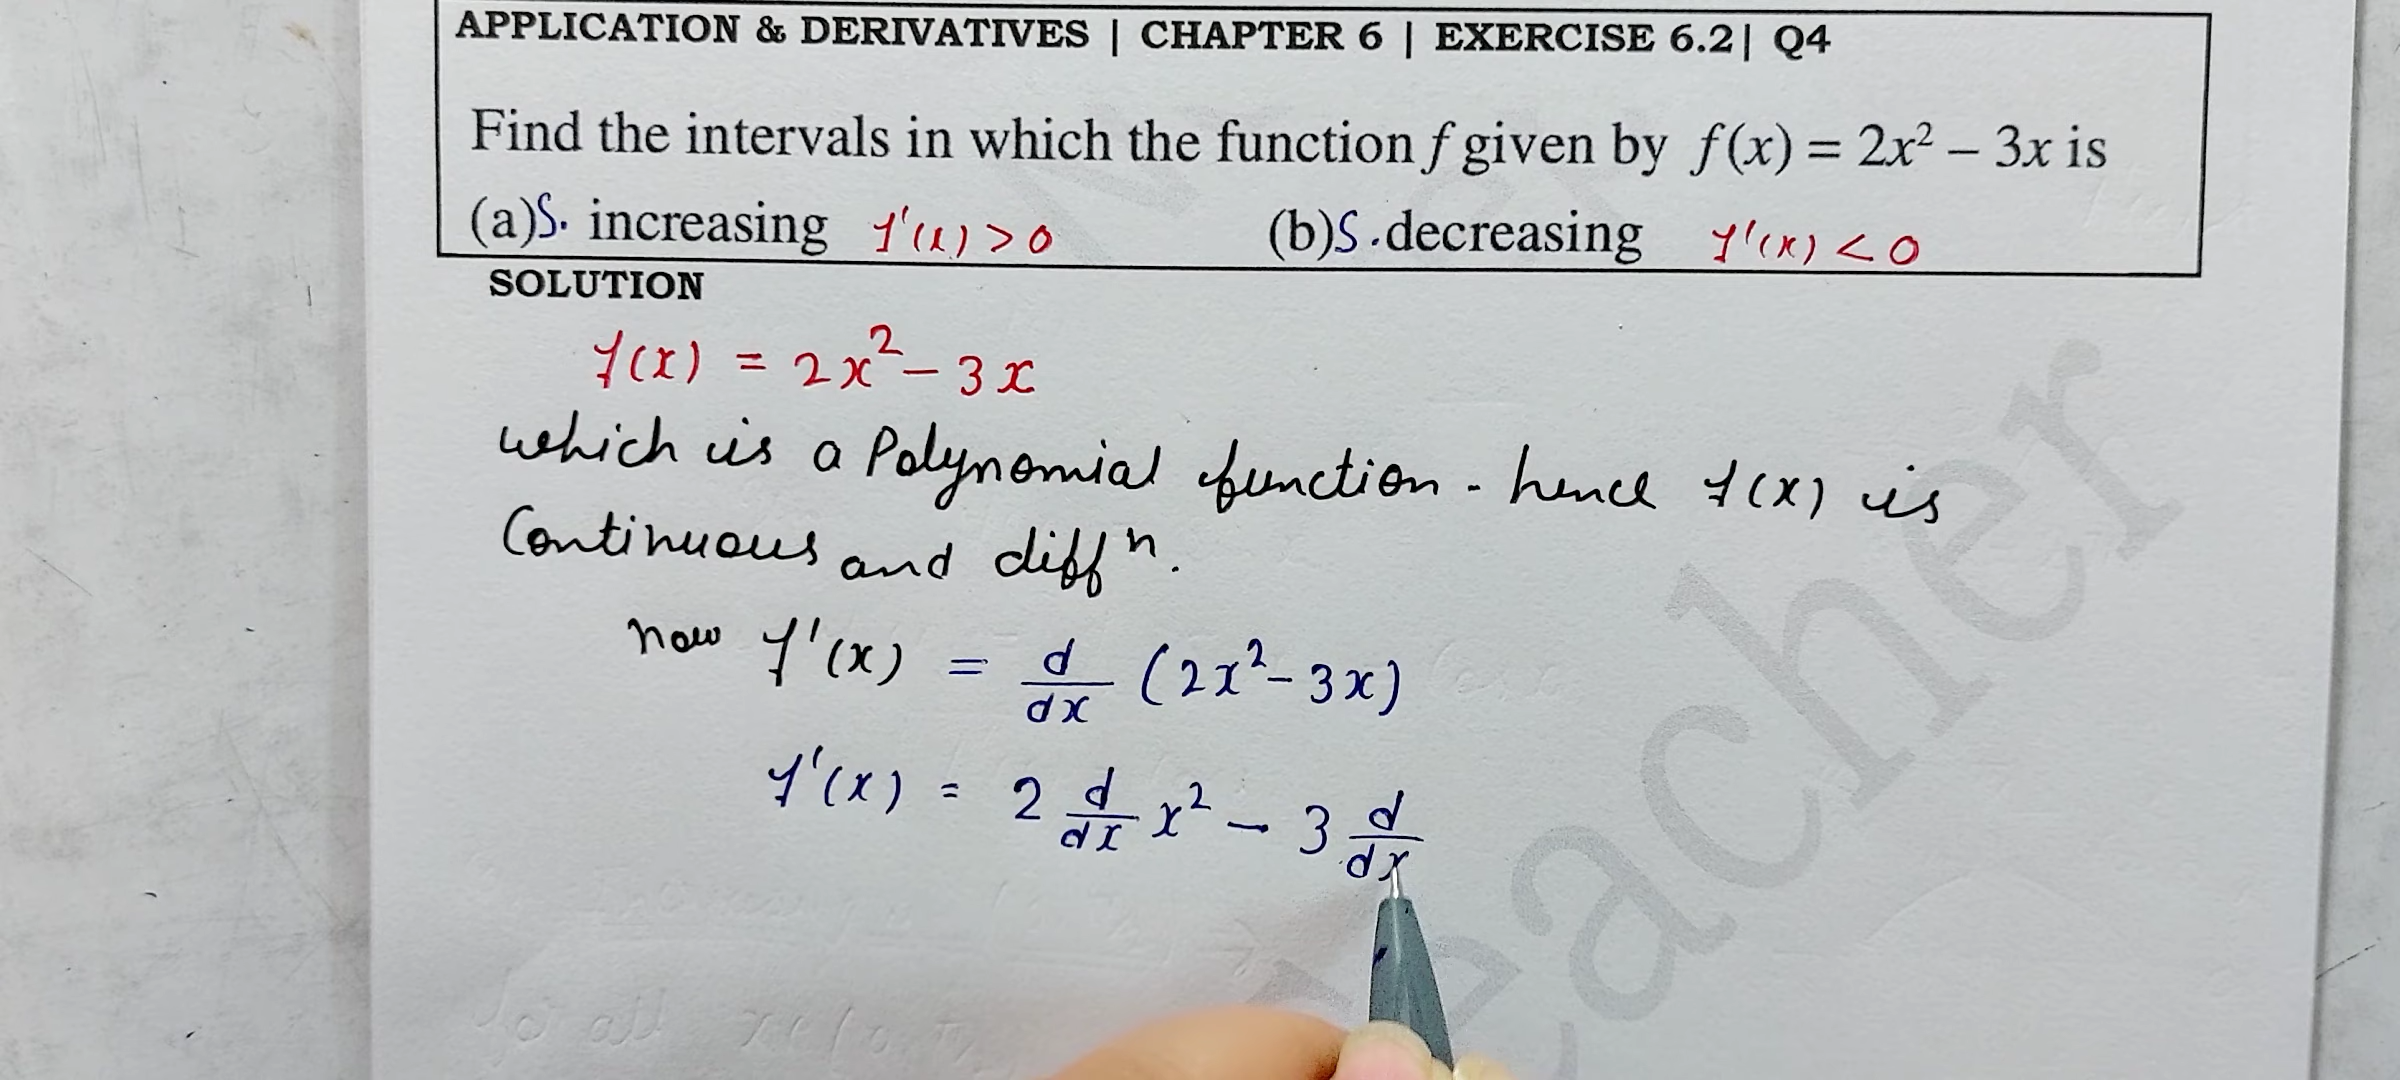 APPLICATION & DERIVATIVES | CHAPTER 6 | EXERCISE 6.2| Q4
Find the intervals in which the function f given by f(x) = 2x² – 3x is
(a) S. increasing f'(x) > 0 (b) S. decreasing f'(x) < 0
SOLUTION
f(x) = 2x² - 3x
which is a Polynomial function - hence f(x) is
Continuous and diffⁿ.
now f'(x) = d/dx (2x² - 3x)
f'(x) = 2 d/dx x² - 3 d/dx
eacher